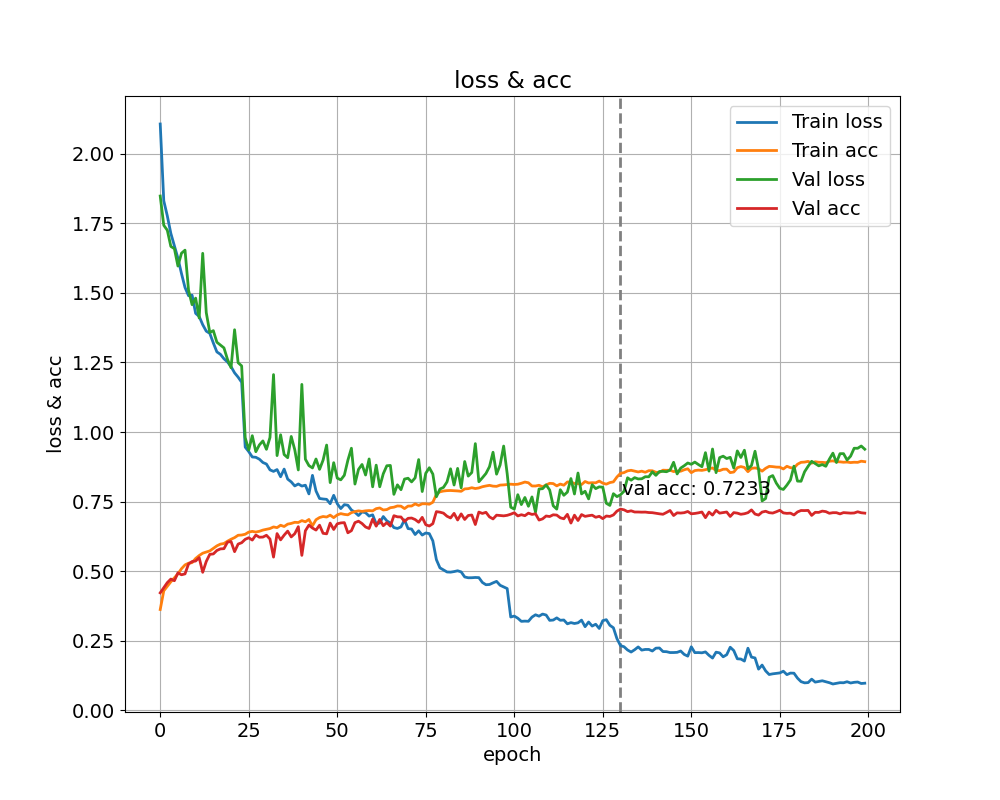 loss & acc
Train loss
Train acc
Val loss
Val acc
2.00
1.75
1.50
1.25
1.00
0.75
0.50
0.25
0.00
loss & acc
val acc: 0.7233
0 25 50 75 100 125 150 175 200
epoch